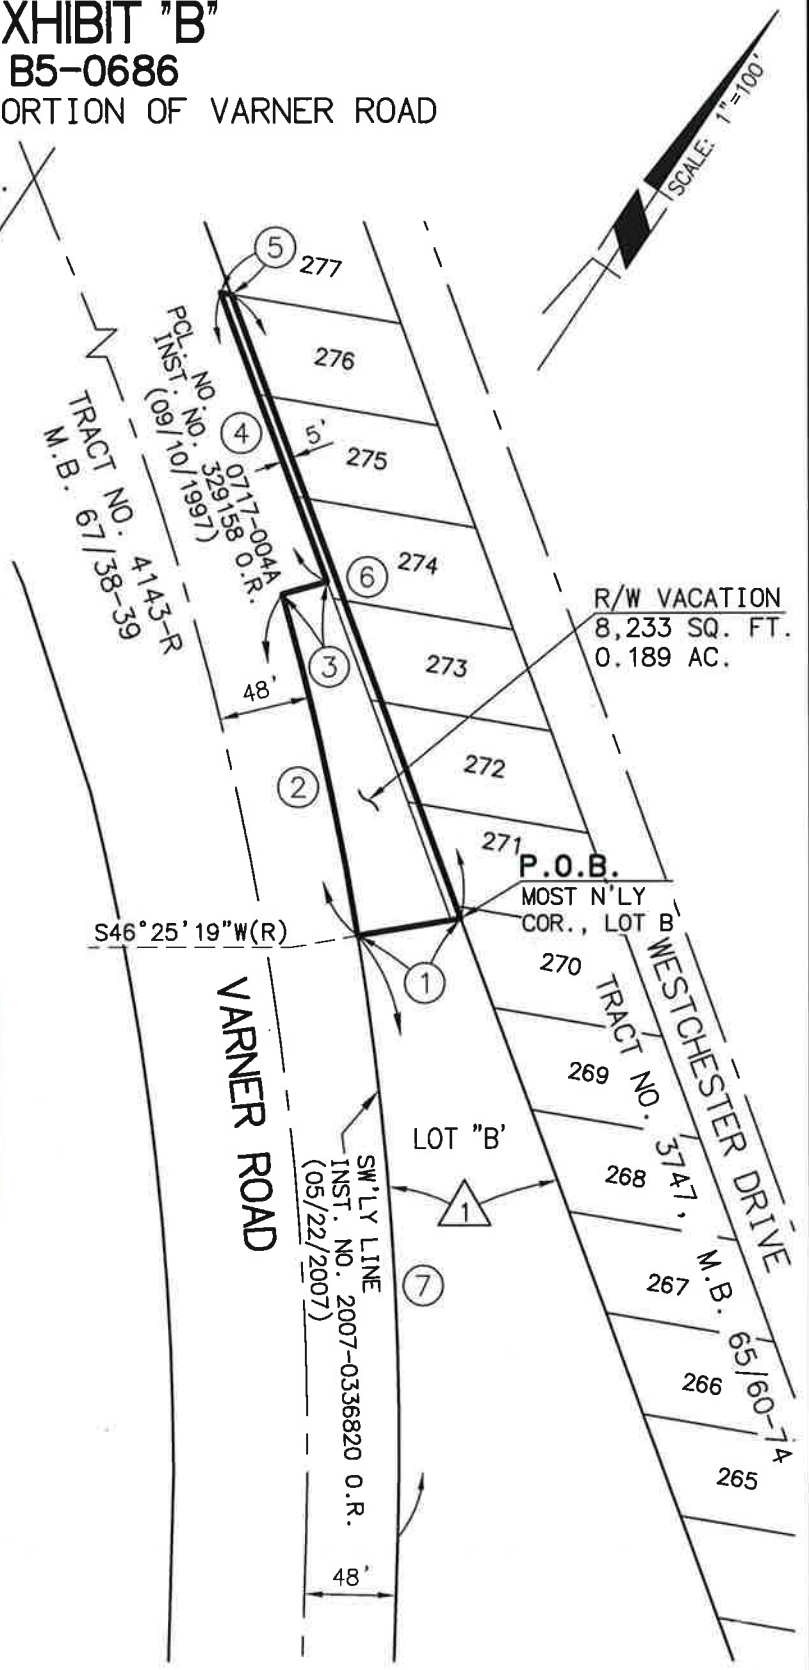 XHIBIT "B"
B5-0686
ORTION OF VARNER ROAD
SCALE: 1"=100'
5
277
PCL. NO. 0717-004A
INST. NO. 329158 O.R.
(09/10/1997)
276
4
5'
275
TRACT NO. 4143-R
M.B. 67/38-39
274
6
R/W VACATION
8,233 SQ. FT.
0.189 AC.
3
273
48'
2
272
271
P.O.B.
MOST N'LY
COR., LOT B
S46°25'19"W(R)
1
270
WESTCHESTER DRIVE
TRACT NO. 3747, M.B. 65/60-74
VARNER ROAD
269
LOT "B'
268
1
SW'LY LINE
INST. NO. 2007-0336820 O.R.
(05/22/2007)
7
267
266
265
48'